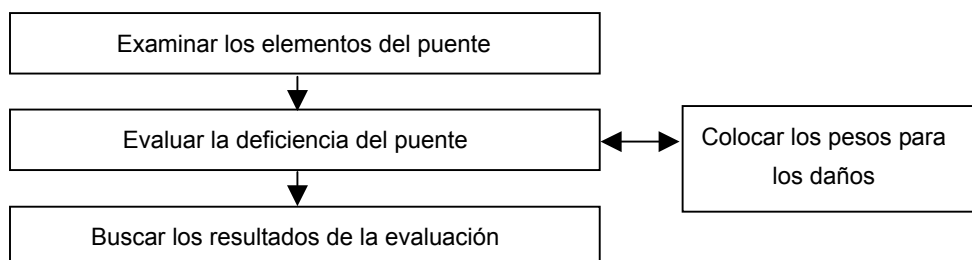 Examinar los elementos del puente
Evaluar la deficiencia del puente
Colocar los pesos para
los daños
Buscar los resultados de la evaluación